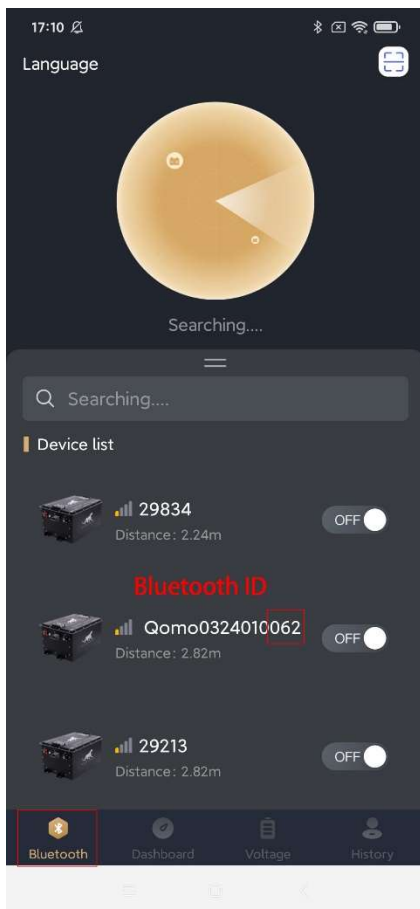 17:10
Language
Searching....
Searching....
Device list
29834
Distance: 2.24m
OFF
Bluetooth ID
Qomo0324010062
Distance: 2.82m
OFF
29213
Distance: 2.82m
OFF
Bluetooth
Dashboard
Voltage
History